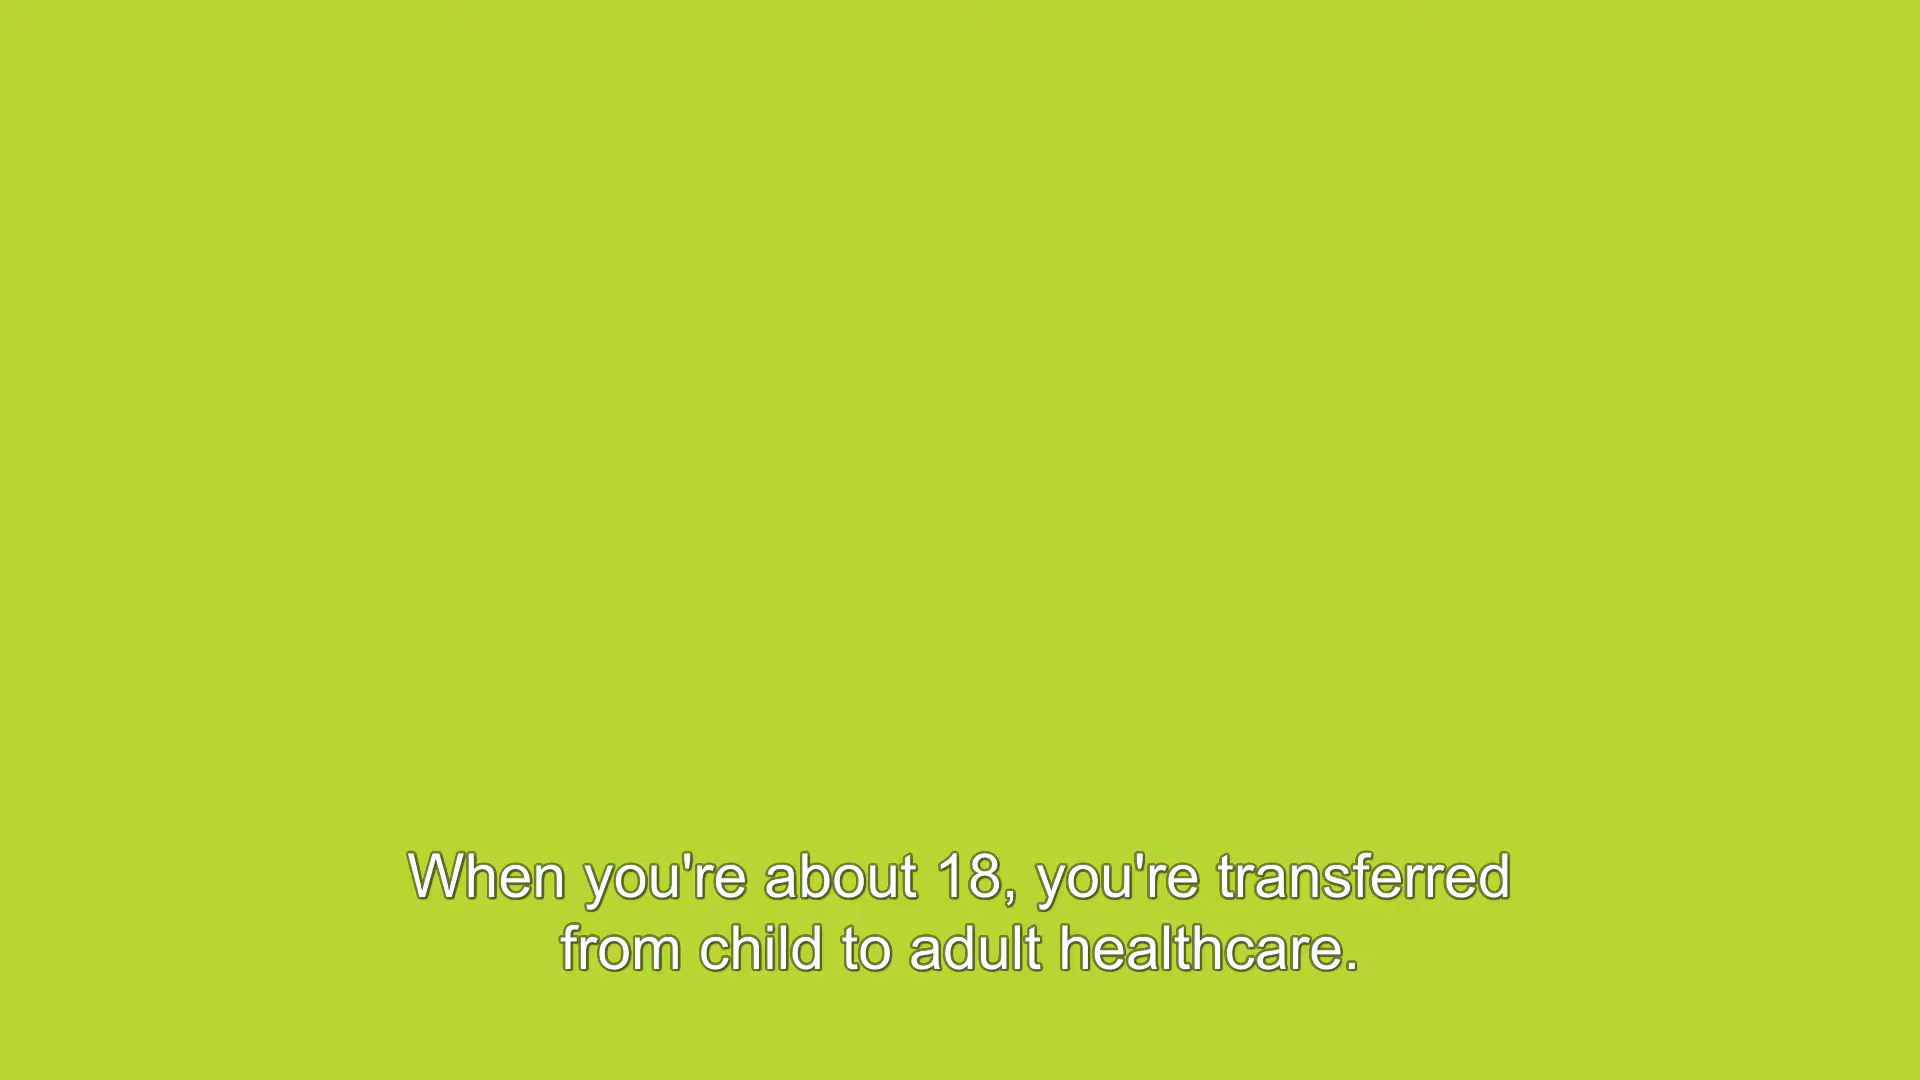 When you're about 18, you're transferred
from child to adult healthcare.